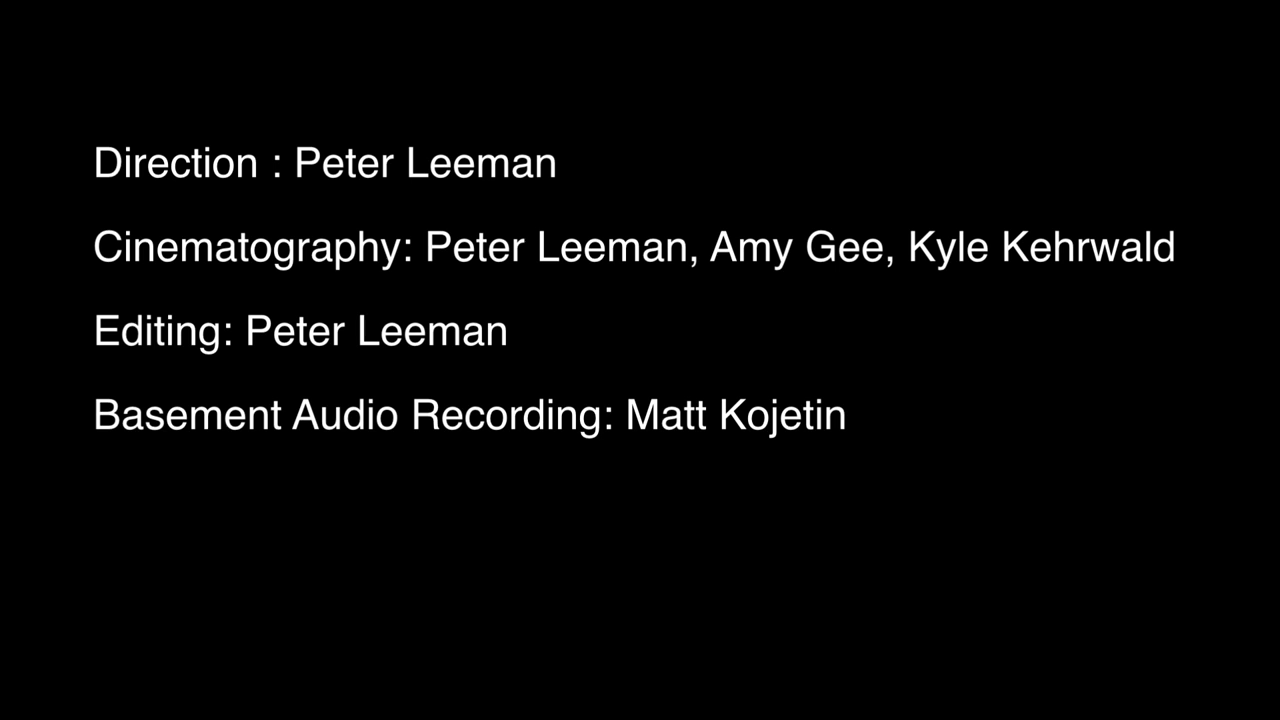 Direction : Peter Leeman
Cinematography: Peter Leeman, Amy Gee, Kyle Kehrwald
Editing: Peter Leeman
Basement Audio Recording: Matt Kojetin